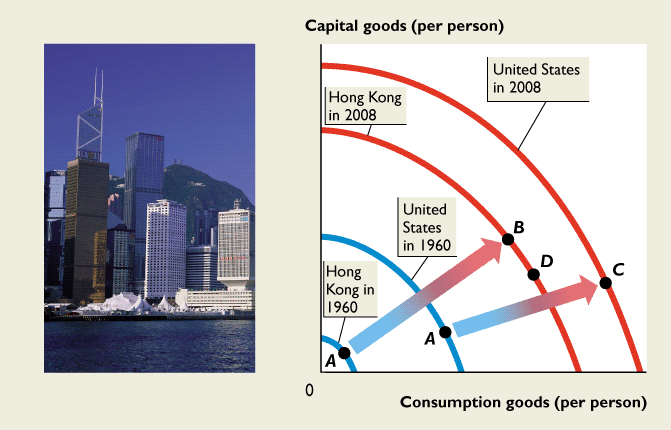 Capital goods (per person)
United States
in 2008
Hong Kong
in 2008
United
States
in 1960
Hong
Kong in
1960
B
D
C
A
A
0
Consumption goods (per person)